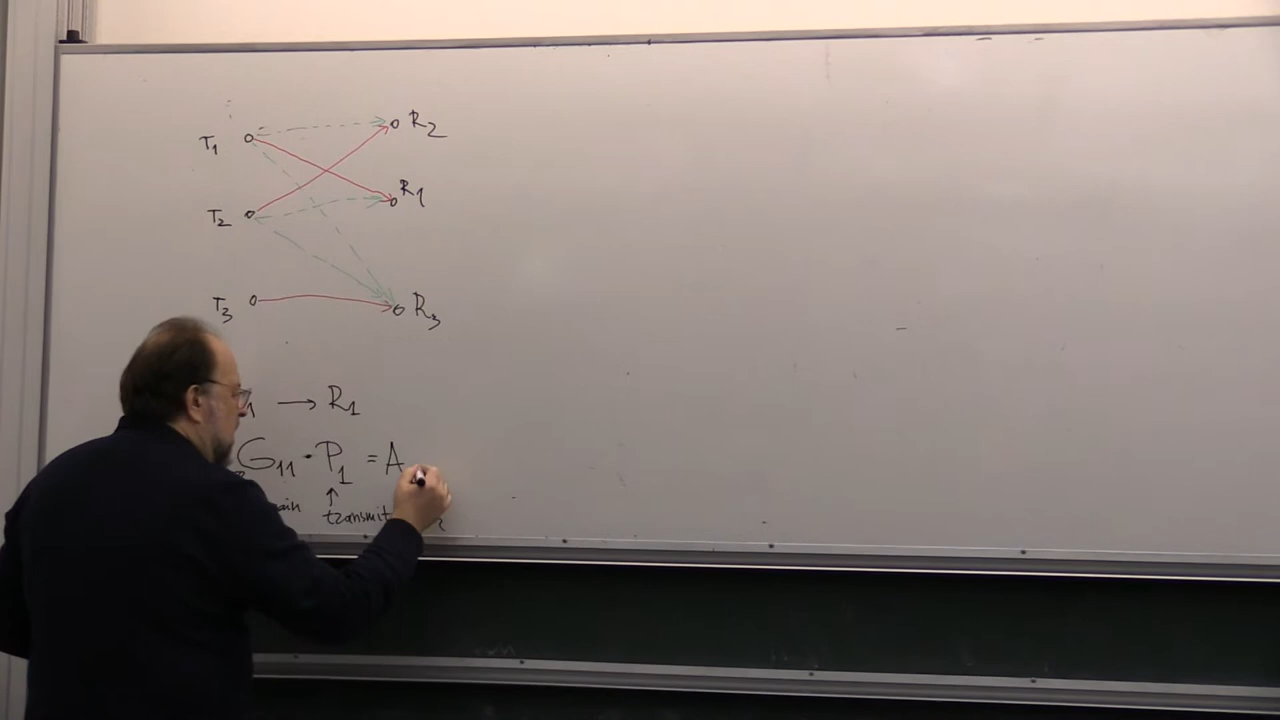 T₁ R₂
R₁
T₂
T₃ R₃
→ R₁
G₁₁ · P₁ = A
↑
transmit